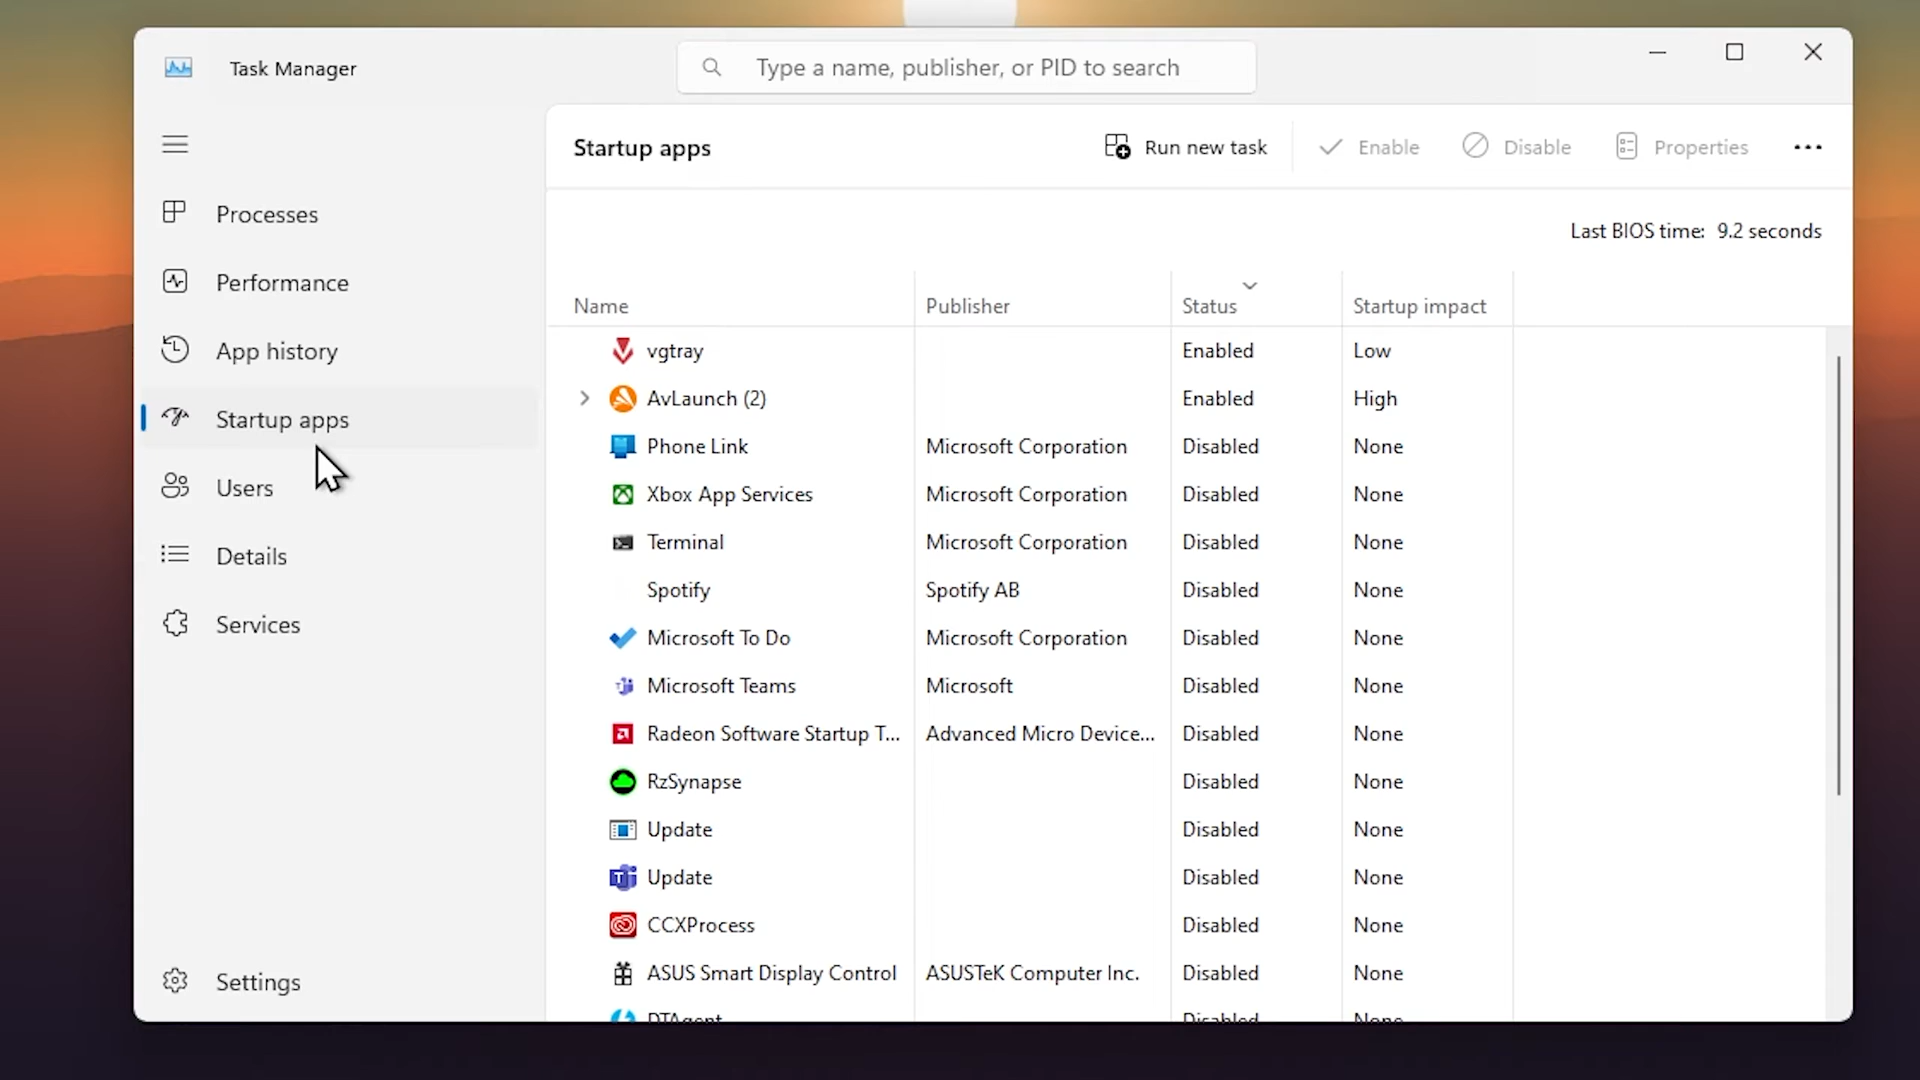 Task Manager
Type a name, publisher, or PID to search
Startup apps
Run new task
Enable
Disable
Properties
Processes
Performance
App history
Startup apps
Users
Details
Services
Settings
Last BIOS time: 9.2 seconds
Name Publisher Status Startup impact
vgtray Enabled Low
AvLaunch (2) Enabled High
Phone Link Microsoft Corporation Disabled None
Xbox App Services Microsoft Corporation Disabled None
Terminal Microsoft Corporation Disabled None
Spotify Spotify AB Disabled None
Microsoft To Do Microsoft Corporation Disabled None
Microsoft Teams Microsoft Disabled None
Radeon Software Startup T... Advanced Micro Device... Disabled None
RzSynapse Disabled None
Update Disabled None
Update Disabled None
CCXProcess Disabled None
ASUS Smart Display Control ASUSTeK Computer Inc. Disabled None
DTAgent Disabled None